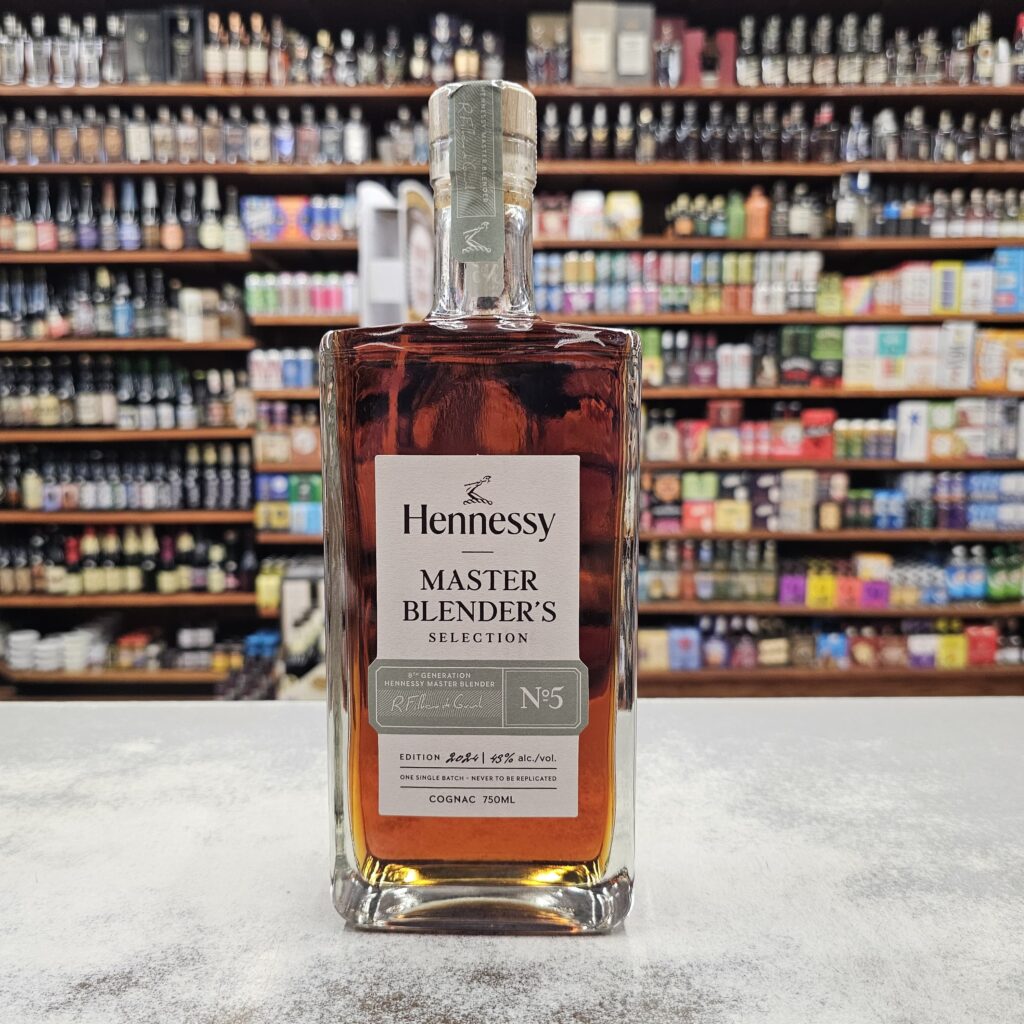 Hennessy
MASTER
BLENDER'S
SELECTION
8TH GENERATION
HENNESSY MASTER BLENDER
Nº5
EDITION 2024 | 43% alc./vol.
ONE SINGLE BATCH - NEVER TO BE REPLICATED
COGNAC 750ML